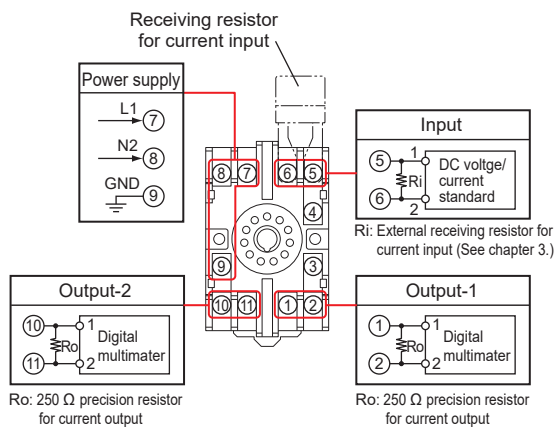 Receiving resistor
for current input
Power supply
L1
7
N2
8
GND
9
8 7 6 5
4
9 3
10 11 1 2
Input
5 1 DC voltge/
Ri current
6 2 standard
Ri: External receiving resistor for
current input (See chapter 3.)
Output-2
10 1 Digital
Ro multimater
11 2
Ro: 250 Ω precision resistor
for current output
Output-1
1 1 Digital
Ro multimater
2 2
Ro: 250 Ω precision resistor
for current output